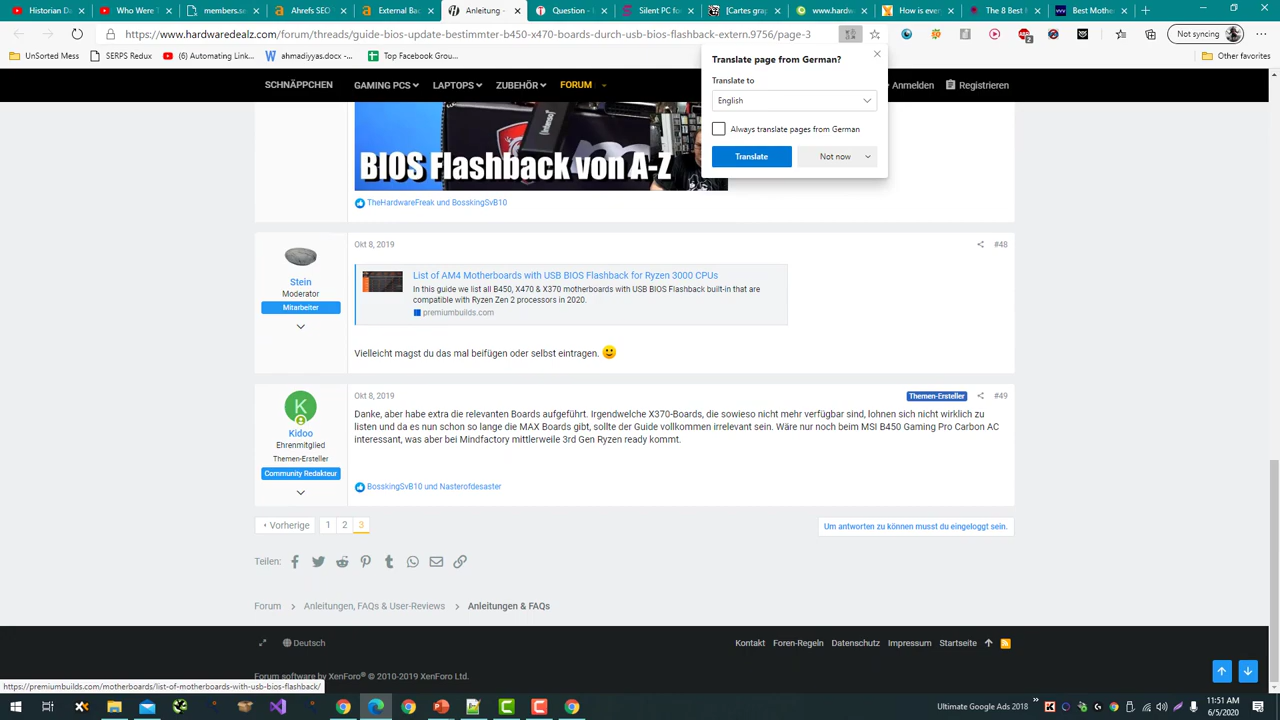 Historian Da
Who Were
members.se
External Bac
Anleitung
Question - I
Silent PC fo
[Cartes grap
www.hardw
How is ever
The 8 Best
Best Mothe
https://www.hardwaredealz.com/forum/threads/guide-bios-update-bestimmter-b450-x470-boards-durch-usb-bios-flashback-extern.9756/page-3
2
Not syncing
UnSorted Mess
SERPS Redux
(6) Automating Link...
ahmadiyyas.docx -...
Top Facebook Grou...
Other favorites
Translate page from German?
Translate to
English
Always translate pages from German
Translate
Not now
SCHNÄPPCHEN
GAMING PCS
LAPTOPS
ZUBEHÖR
FORUM
Anmelden
Registrieren
BIOS Flashback von A-Z
TheHardwareFreak und BosskingSvB10
Okt 8, 2019
#48
Stein
Moderator
Mitarbeiter
List of AM4 Motherboards with USB BIOS Flashback for Ryzen 3000 CPUs
In this guide we list all B450, X470 & X370 motherboards with USB BIOS Flashback built-in that are
compatible with Ryzen Zen 2 processors in 2020.
premiumbuilds.com
Vielleicht magst du das mal beifügen oder selbst eintragen.
Okt 8, 2019
Themen-Ersteller
#49
K
Kidoo
Ehrenmitglied
Themen-Ersteller
Community Redakteur
Danke, aber habe extra die relevanten Boards aufgeführt. Irgendwelche X370-Boards, die sowieso nicht mehr verfügbar sind, lohnen sich nicht wirklich zu
listen und da es nun schon so lange die MAX Boards gibt, sollte der Guide vollkommen irrelevant sein. Wäre nur noch beim MSI B450 Gaming Pro Carbon AC
interessant, was aber bei Mindfactory mittlerweile 3rd Gen Ryzen ready kommt.
BosskingSvB10 und Nasterofdesaster
Vorherige
1
2
3
Um antworten zu können musst du eingeloggt sein.
Teilen:
Forum
Anleitungen, FAQs & User-Reviews
Anleitungen & FAQs
Deutsch
Kontakt
Foren-Regeln
Datenschutz
Impressum
Startseite
Forum software by XenForo® © 2010-2019 XenForo Ltd.
https://premiumbuilds.com/motherboards/list-of-motherboards-with-usb-bios-flashback/
Ultimate Google Ads 2018
11:51 AM
6/5/2020